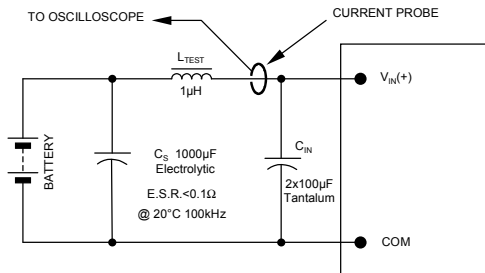 TO OSCILLOSCOPE
CURRENT PROBE
L_TEST
1µH
V_IN(+)
BATTERY
C_S 1000µF
Electrolytic
E.S.R.<0.1Ω
@ 20°C 100kHz
C_IN
2x100µF
Tantalum
COM